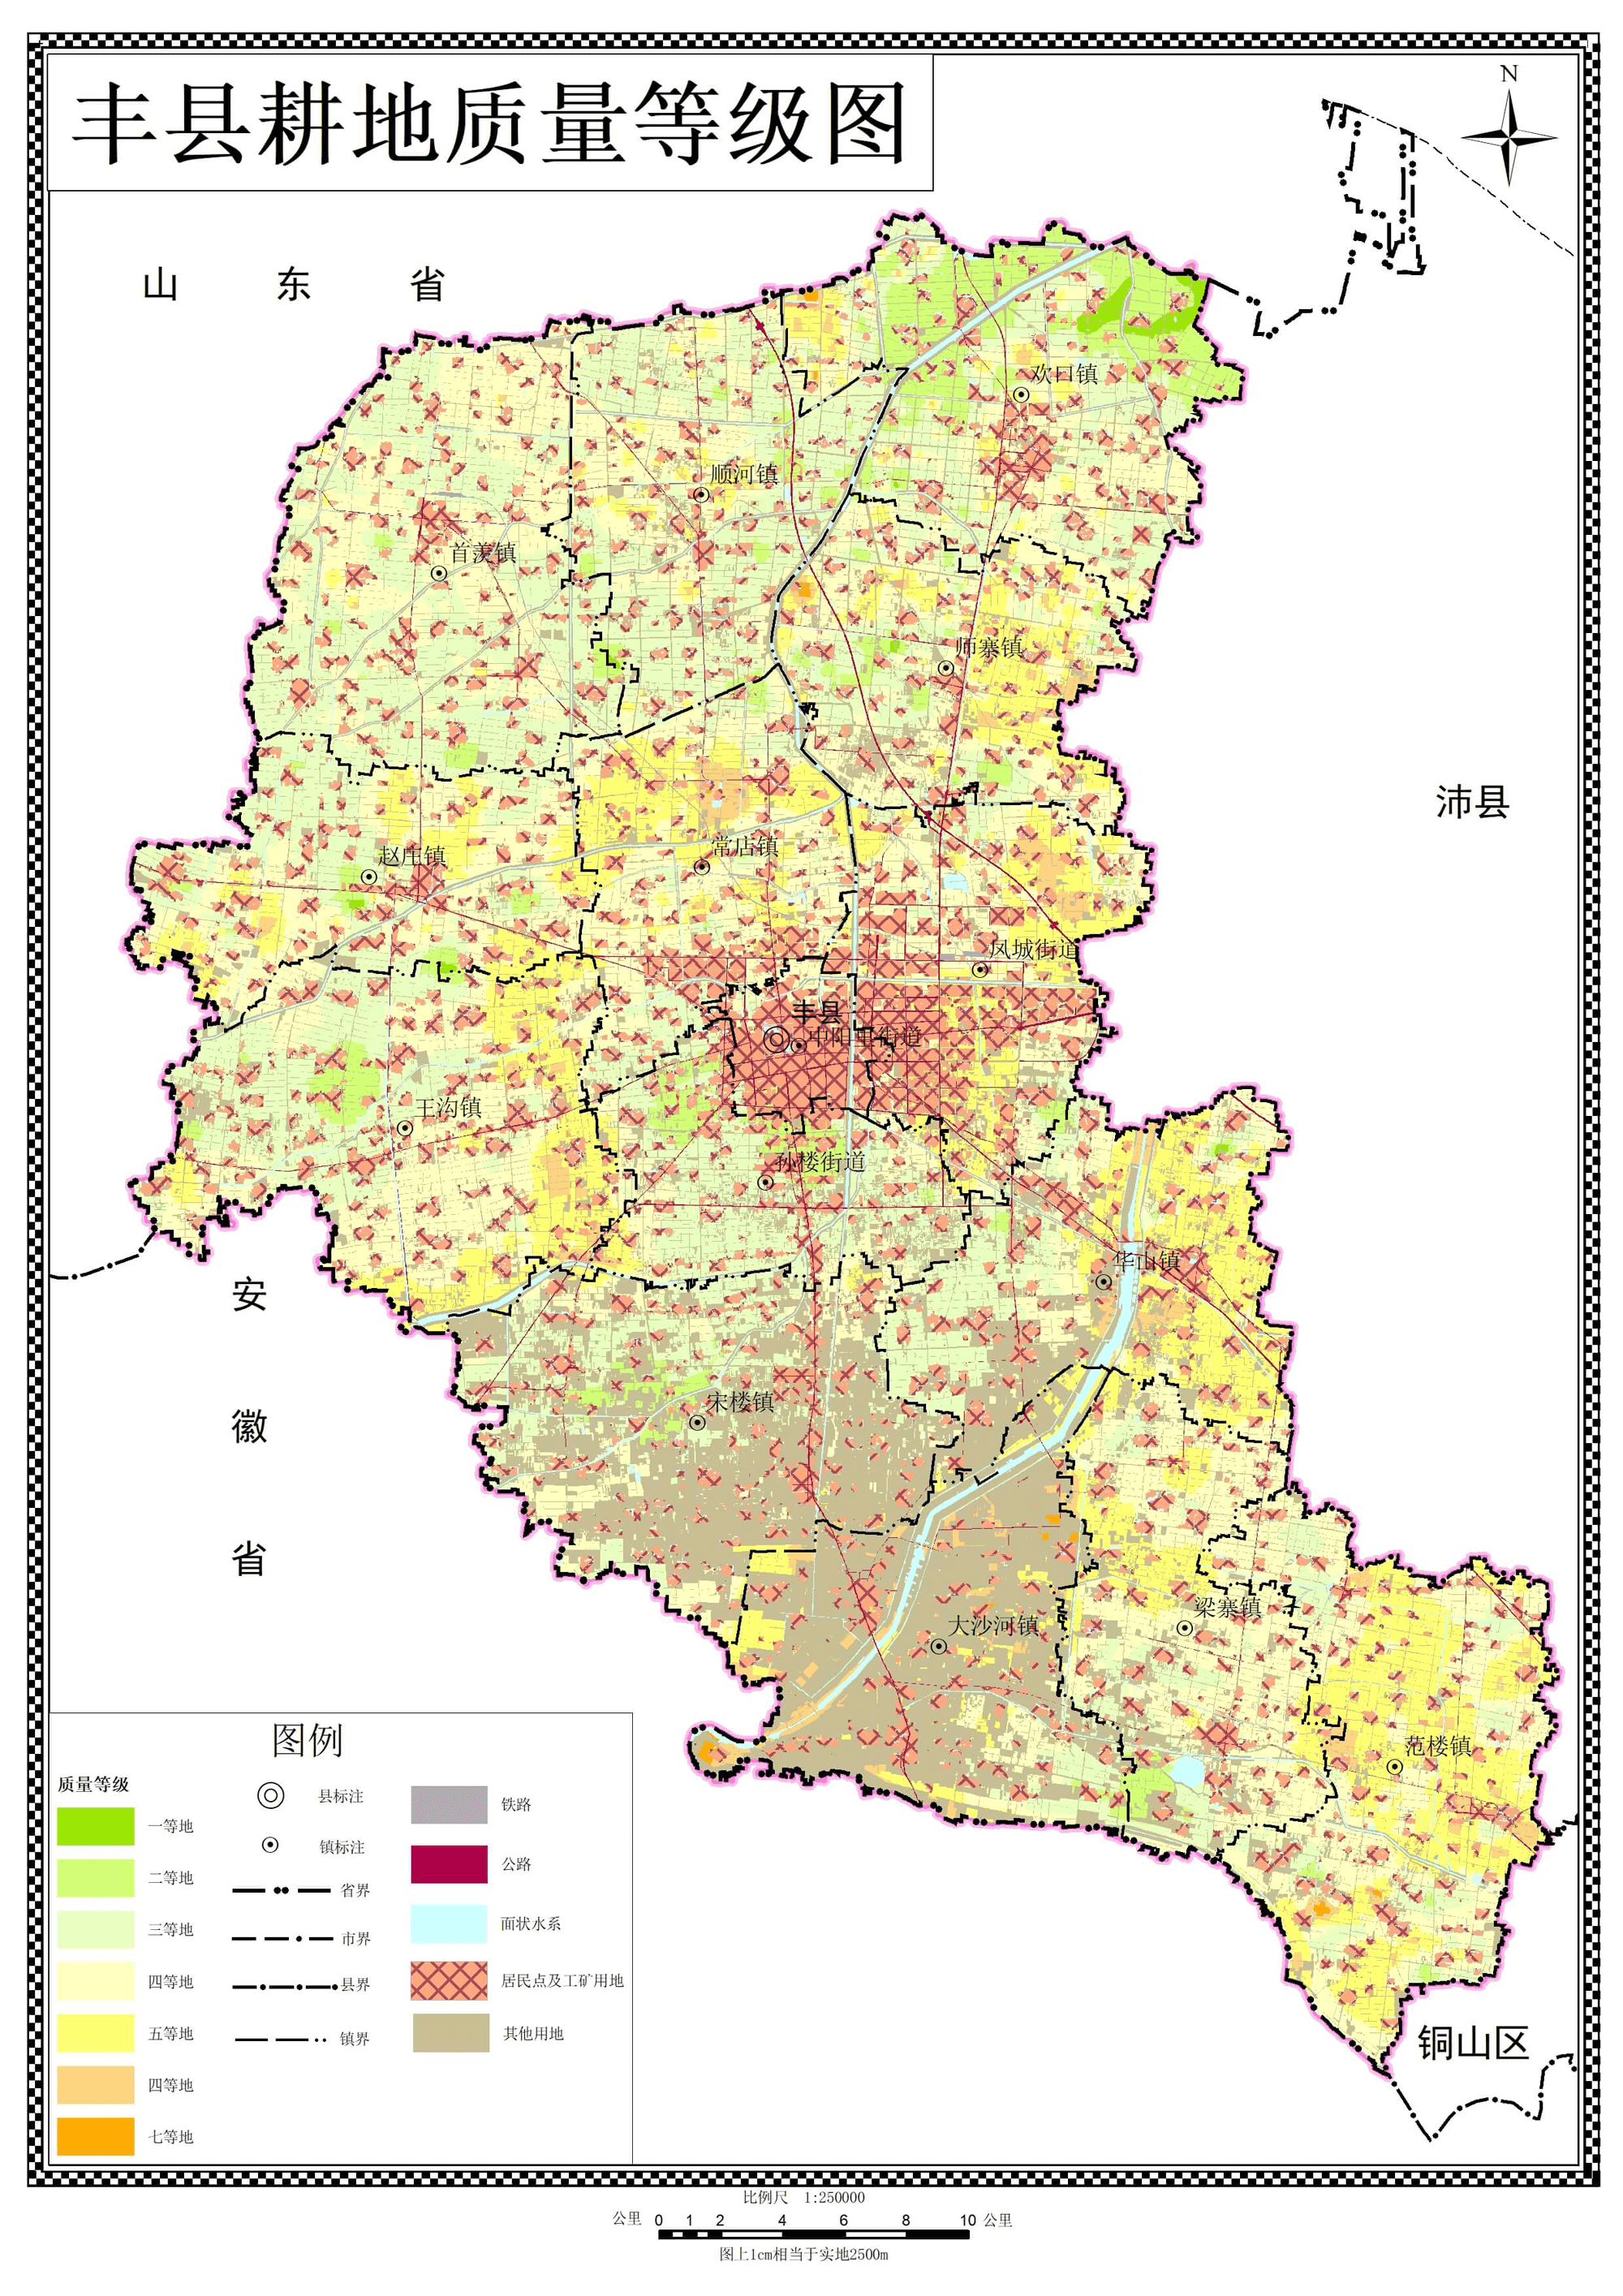 丰县耕地质量等级图
N
山 东 省
欢口镇
顺河镇
首羡镇
师寨镇
沛县
常店镇
赵庄镇
凤城街道
丰县
中阳里街道
王沟镇
孙楼街道
华山镇
安
徽
省
宋楼镇
梁寨镇
大沙河镇
范楼镇
铜山区
图例
质量等级
一等地
二等地
三等地
四等地
五等地
四等地
七等地
县标注
镇标注
省界
市界
县界
镇界
铁路
公路
面状水系
居民点及工矿用地
其他用地
比例尺 1:250000
公里 0 1 2 4 6 8 10 公里
图上1cm相当于实地2500m